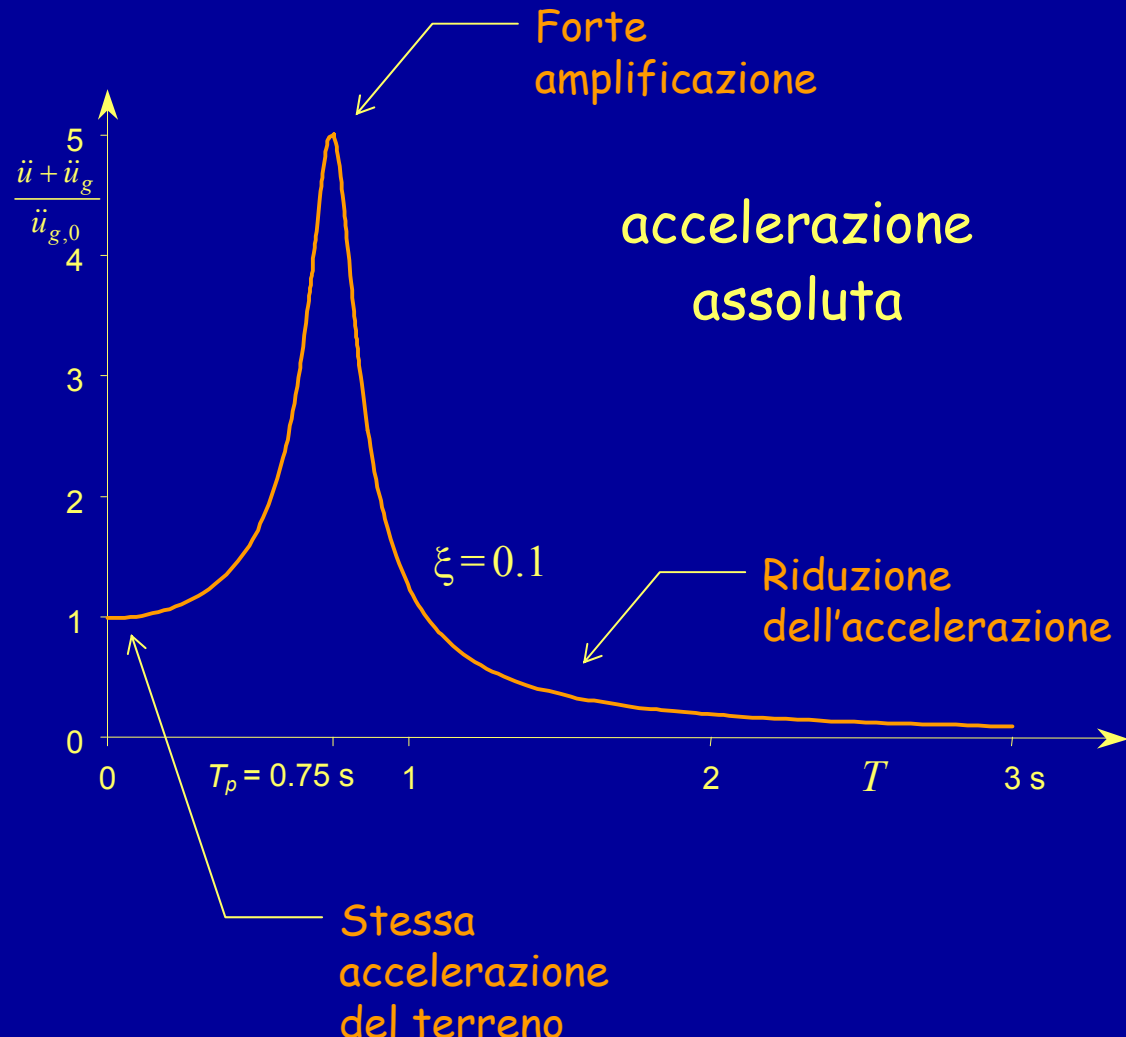 Forte
amplificazione
5
ü + ü_g
ü_{g,0}
4
accelerazione
assoluta
3
2
ξ = 0.1
Riduzione
dell'accelerazione
1
0
0
T_p = 0.75 s
1
2
T
3 s
Stessa
accelerazione
del terreno